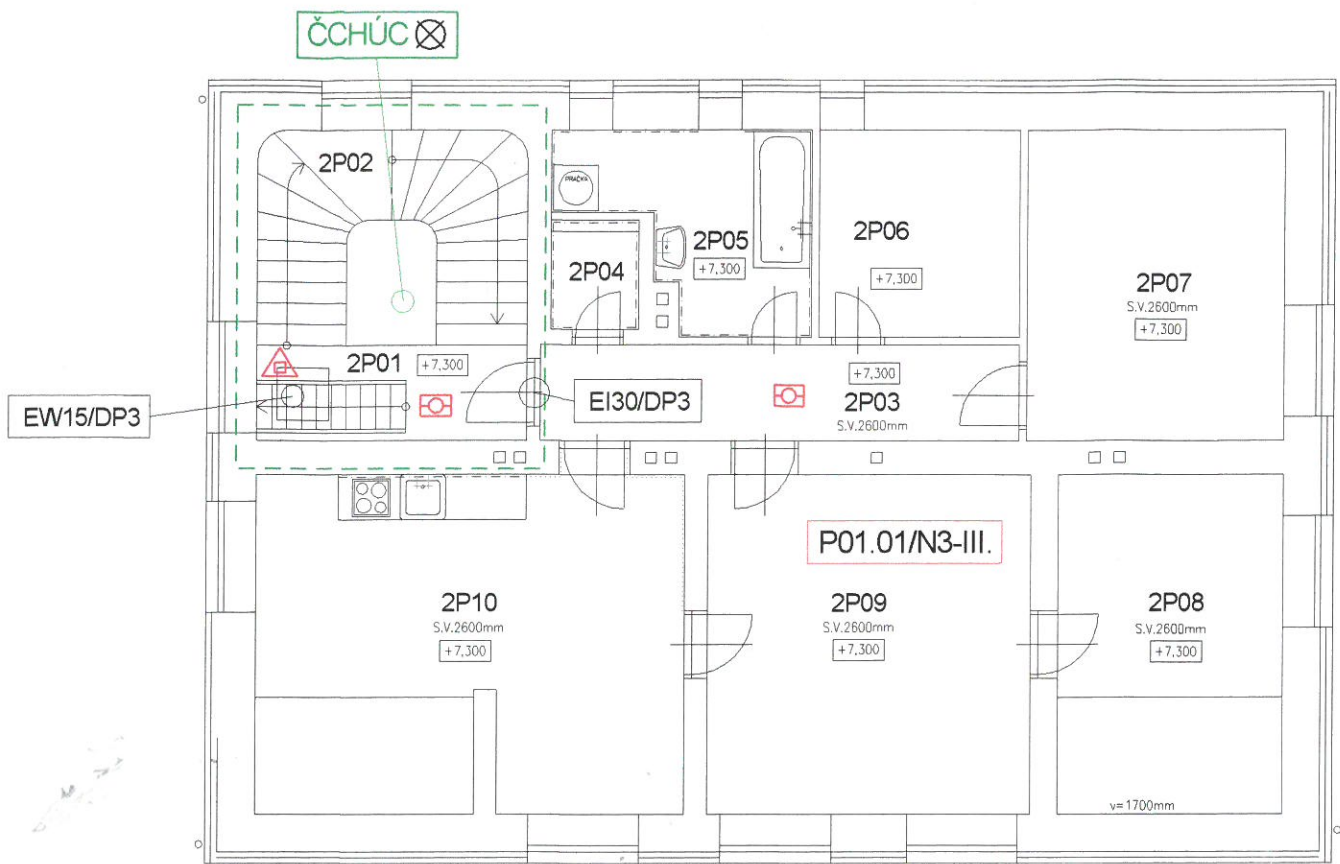 ČCHÚC
2P02
PRAČKA
2P05
+7,300
2P04
2P06
+7,300
2P07
S.V.2600mm
+7,300
2P01
+7,300
EW15/DP3
EI30/DP3
+7,300
2P03
S.V.2600mm
P01.01/N3-III.
2P10
S.V.2600mm
+7,300
2P09
S.V.2600mm
+7,300
2P08
S.V.2600mm
+7,300
v=1700mm